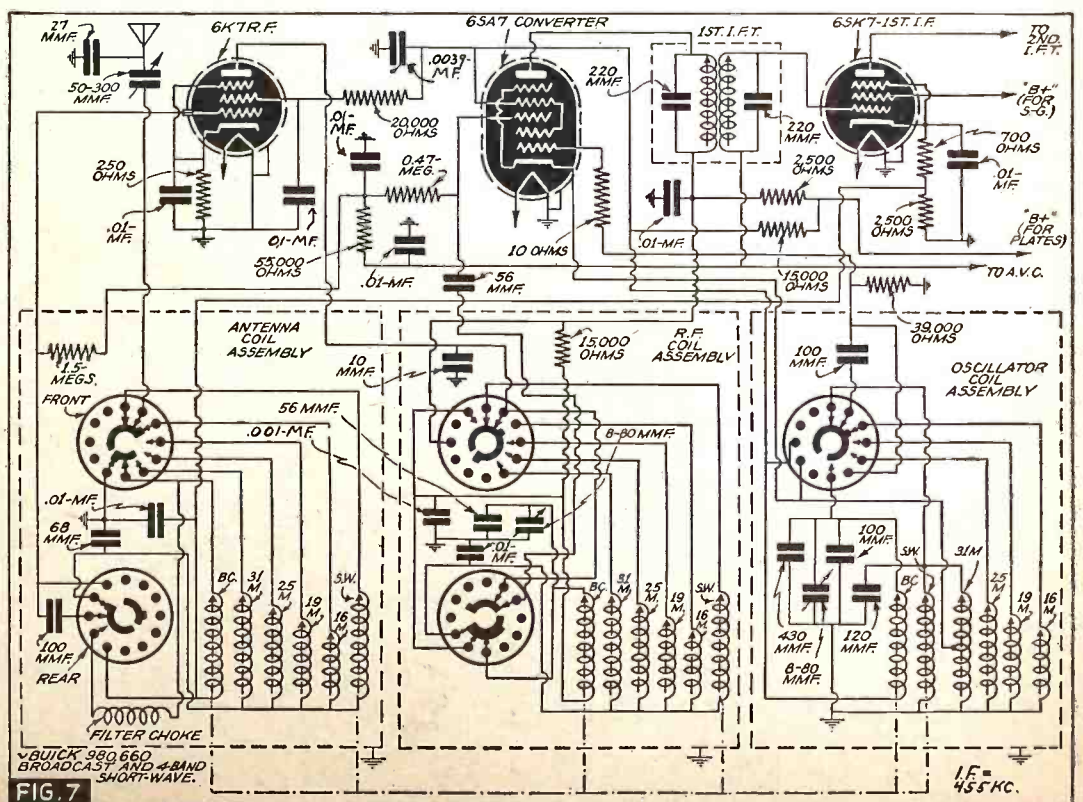 27
MMF.
50-300
MMF.
6K7 R.F.
250
OHMS
.01-
MF.
0.1-MF.
.01-
MF.
20,000
OHMS
.0039-
MF.
0.47-
MEG.
55,000
OHMS
.01-MF.
6SA7 CONVERTER
56
MMF.
10 OHMS
1ST. I.F.T.
220
MMF.
220
MMF.
.01-MF.
2,500
OHMS
15,000
OHMS
6SK7-1ST. I.F.
TO
2ND.
I.F.T.
"B+"
(FOR
S-G.)
700
OHMS
.01-
MF.
2,500
OHMS
"B+"
(FOR
PLATES)
TO A.V.C.
39,000
OHMS
ANTENNA
COIL
ASSEMBLY
1.5-
MEGS.
FRONT
.01-MF.
68
MMF.
100
MMF.
REAR
FILTER CHOKE
BC.
31
M.
25
M.
19
M.
16
M.
S.W.
R.F.
COIL
ASSEMBLY
15,000
OHMS
10
MMF.
56 MMF.
.001-MF.
8-80 MMF.
.01-
MF.
BC.
31
M.
25
M.
19
M.
16
M.
S.W.
OSCILLATOR
COIL
ASSEMBLY
100
MMF.
100
MMF.
430
MMF.
8-80
MMF.
120
MMF.
BC.
S.W.
31M
25
M.
19
M.
16
M.
BUICK 980,660
BROADCAST AND 4-BAND
SHORT-WAVE.
I.F.=
455 KC.
FIG. 7